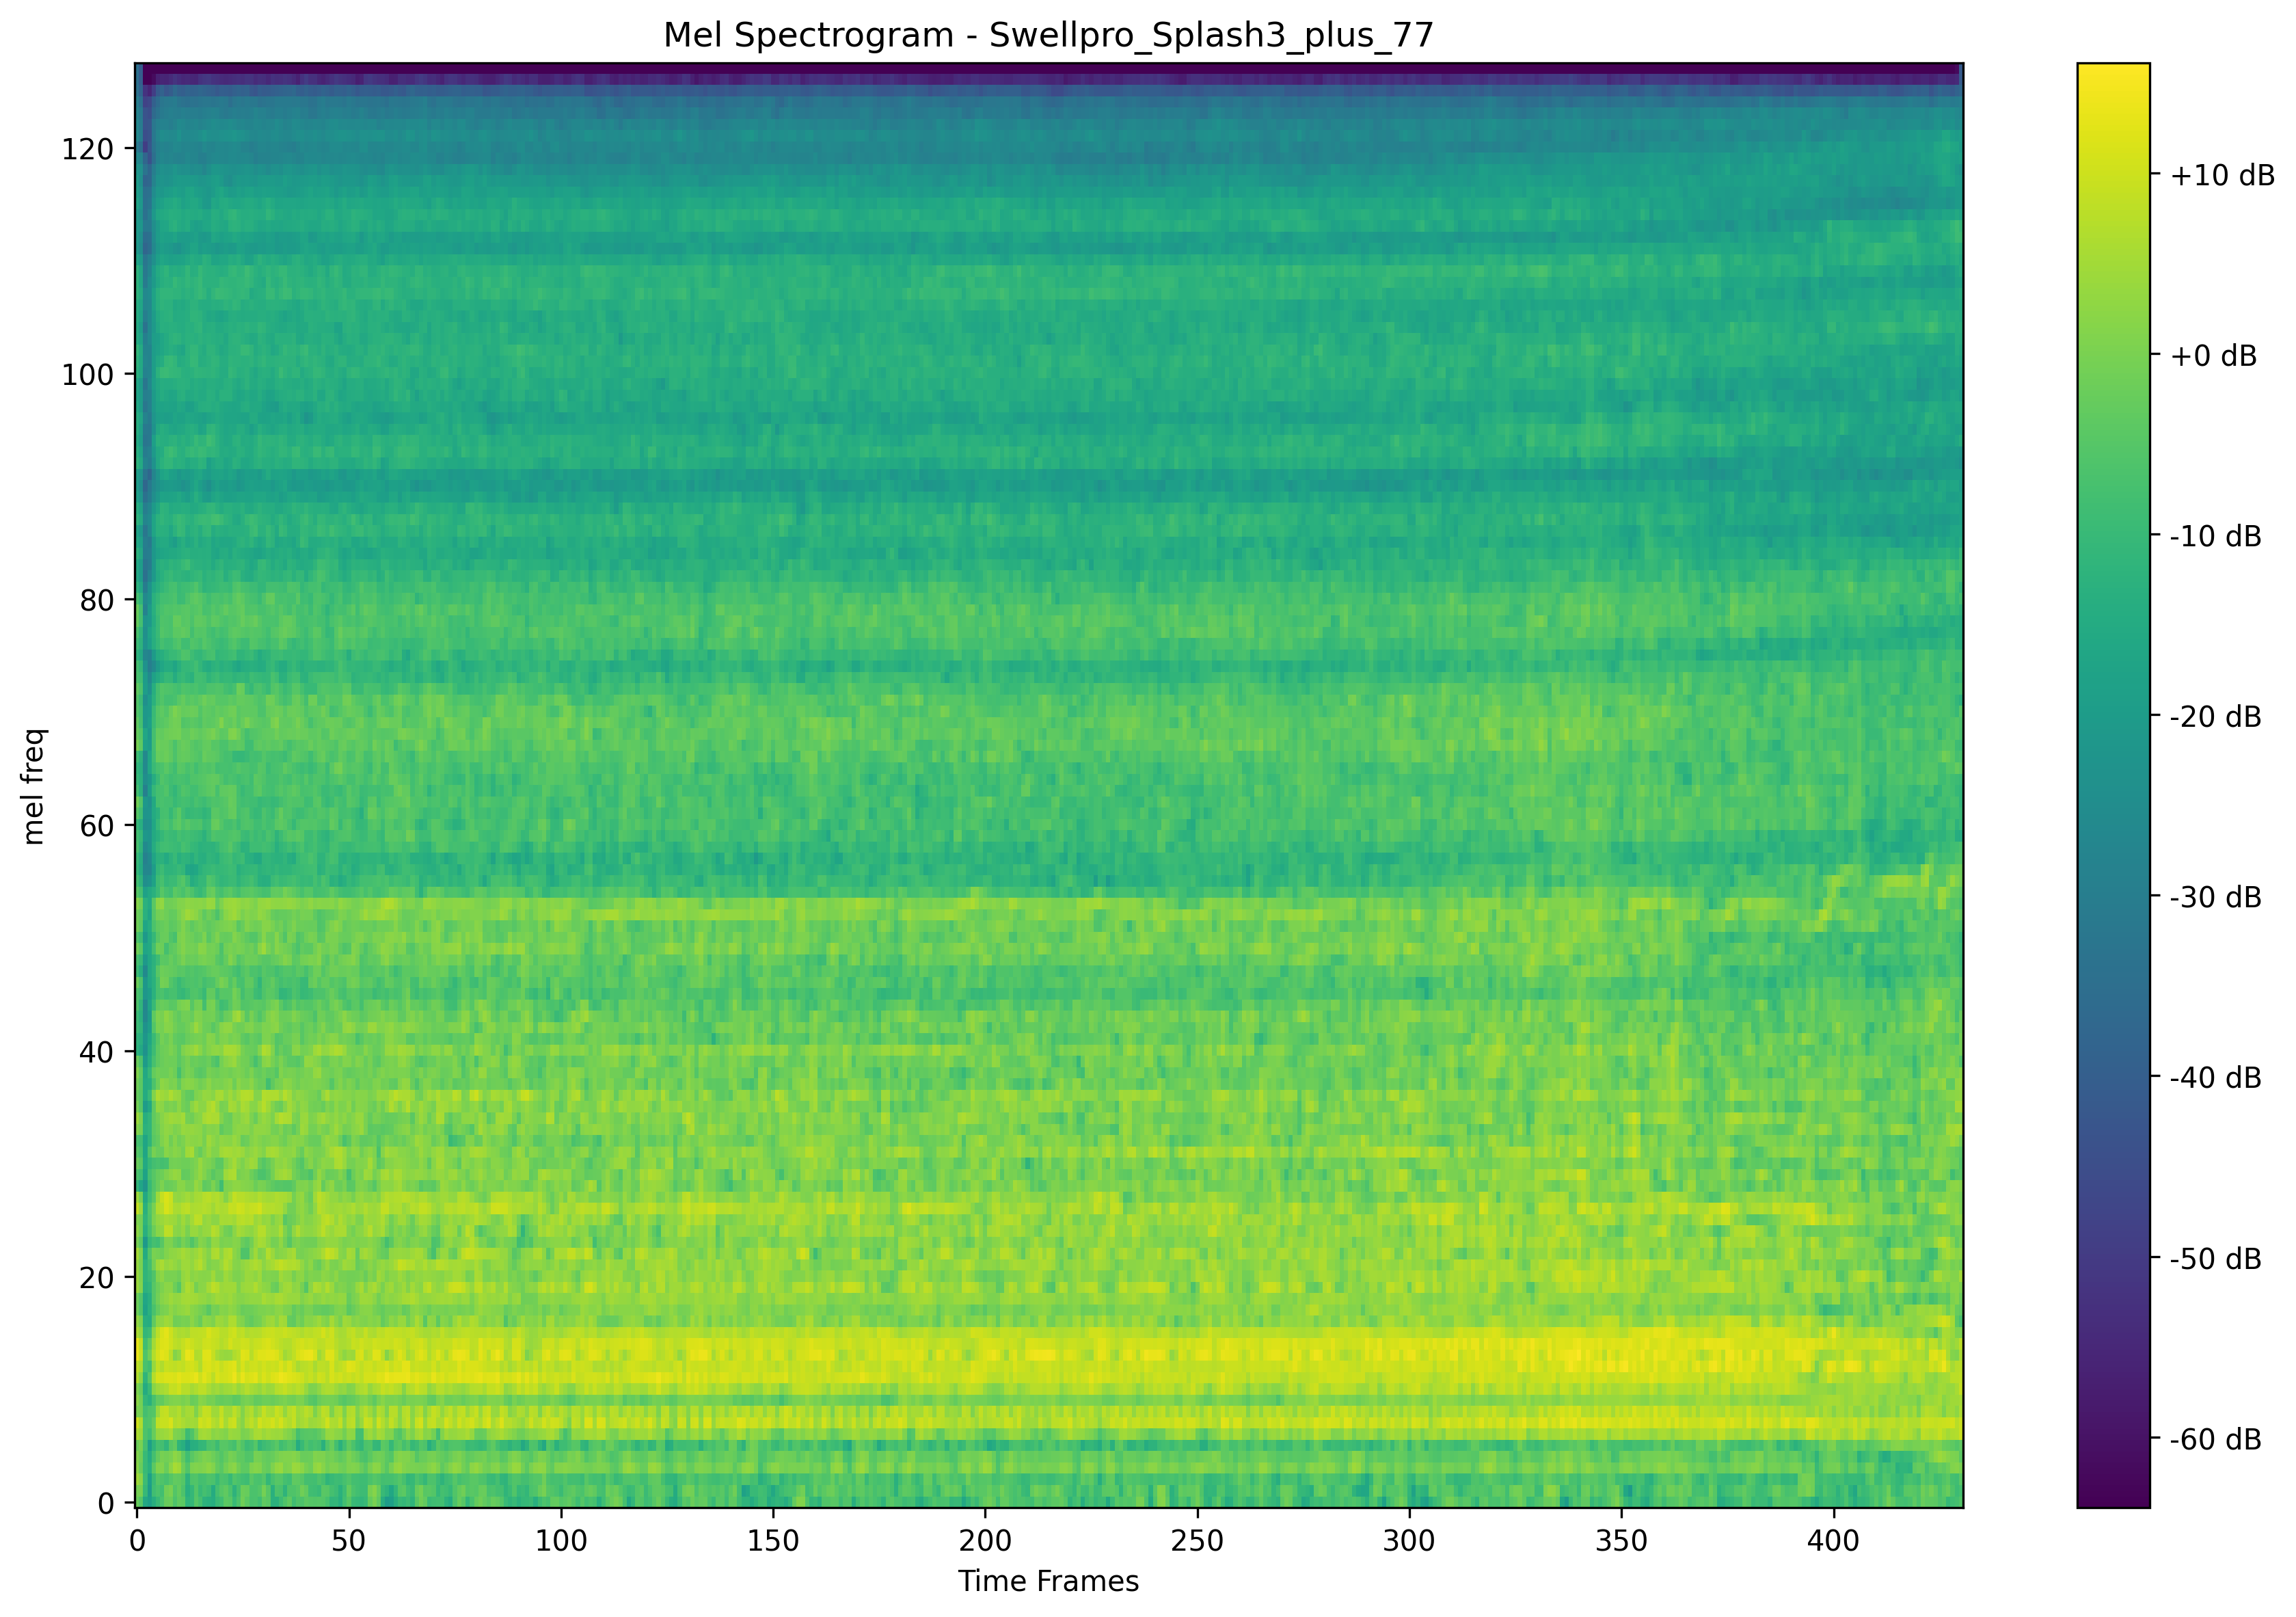 Mel Spectrogram - Swellpro_Splash3_plus_77
mel freq
120
100
80
60
40
20
0
0 50 100 150 200 250 300 350 400
Time Frames
+10 dB
+0 dB
-10 dB
-20 dB
-30 dB
-40 dB
-50 dB
-60 dB